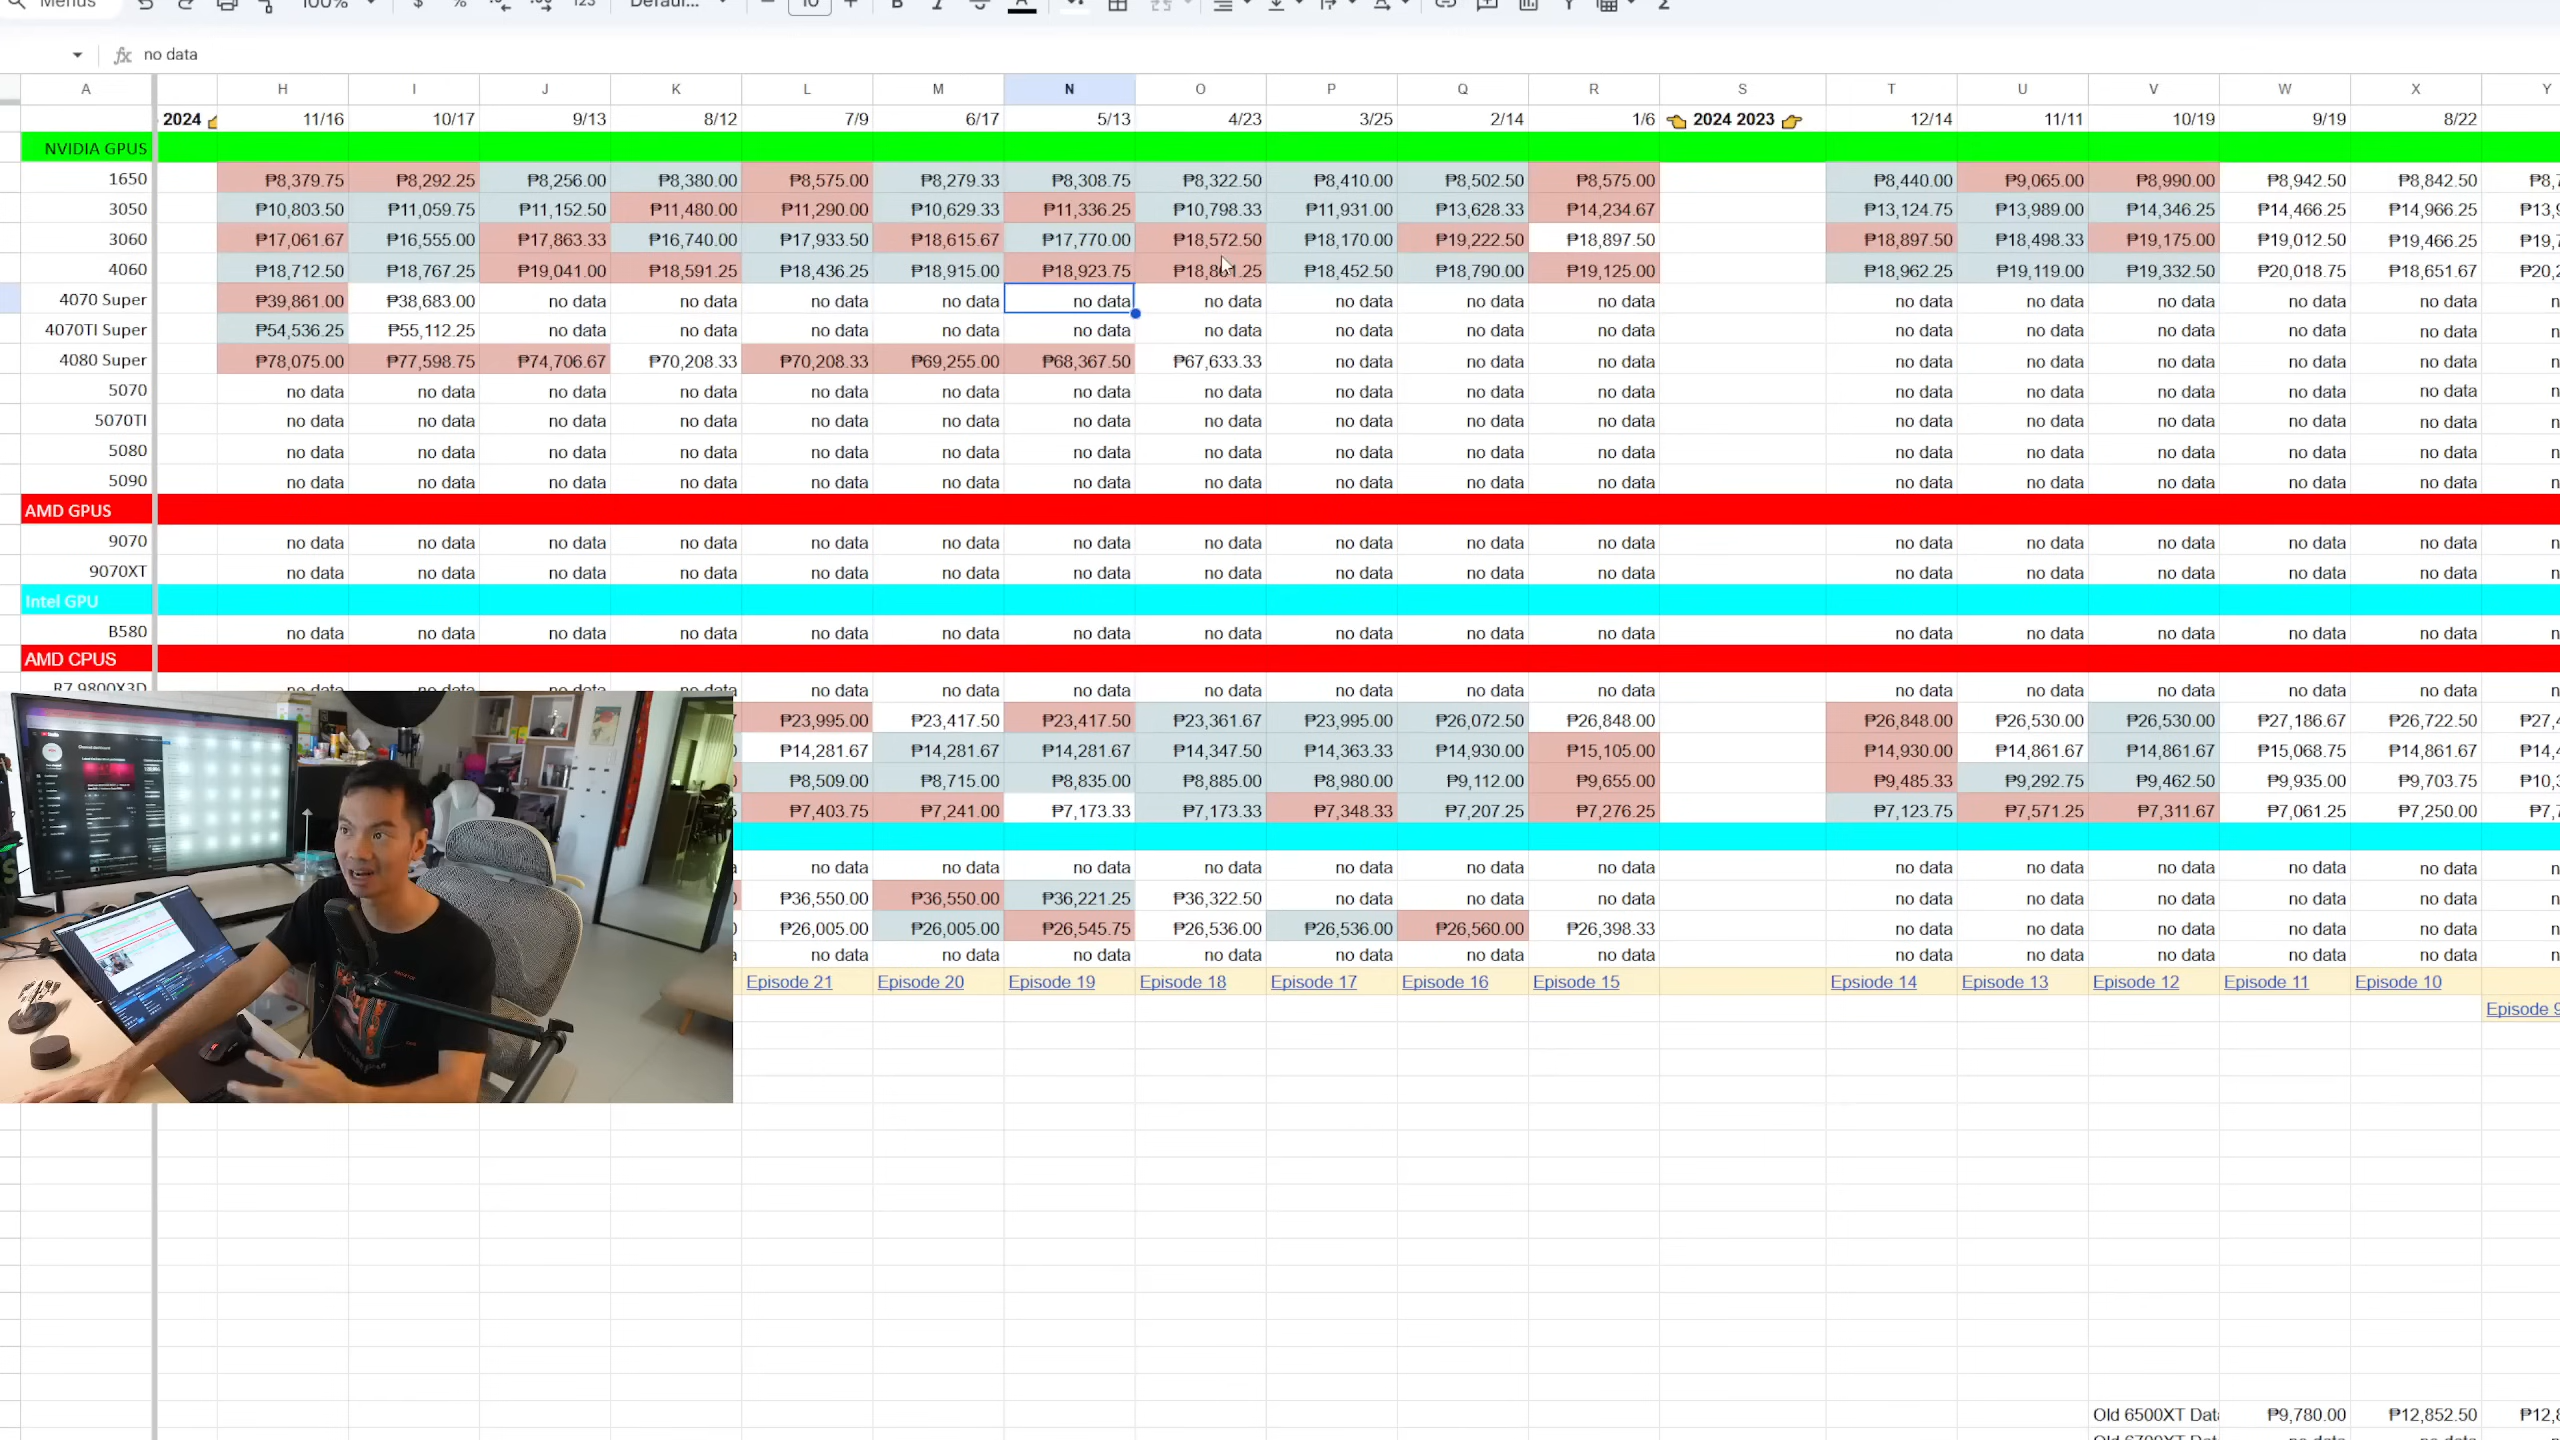 Menus 100% $ % 123 Defaul... 10 B I A
fx no data
A H I J K L M N O P Q R S T U V W X Y
2024 👉 11/16 10/17 9/13 8/12 7/9 6/17 5/13 4/23 3/25 2/14 1/6 👈 2024 2023 👉 12/14 11/11 10/19 9/19 8/22
NVIDIA GPUS
1650 ₱8,379.75 ₱8,292.25 ₱8,256.00 ₱8,380.00 ₱8,575.00 ₱8,279.33 ₱8,308.75 ₱8,322.50 ₱8,410.00 ₱8,502.50 ₱8,575.00 ₱8,440.00 ₱9,065.00 ₱8,990.00 ₱8,942.50 ₱8,842.50
3050 ₱10,803.50 ₱11,059.75 ₱11,152.50 ₱11,480.00 ₱11,290.00 ₱10,629.33 ₱11,336.25 ₱10,798.33 ₱11,931.00 ₱13,628.33 ₱14,234.67 ₱13,124.75 ₱13,989.00 ₱14,346.25 ₱14,466.25 ₱14,966.25
3060 ₱17,061.67 ₱16,555.00 ₱17,863.33 ₱16,740.00 ₱17,933.50 ₱18,615.67 ₱17,770.00 ₱18,572.50 ₱18,170.00 ₱19,222.50 ₱18,897.50 ₱18,897.50 ₱18,498.33 ₱19,175.00 ₱19,012.50 ₱19,466.25
4060 ₱18,712.50 ₱18,767.25 ₱19,041.00 ₱18,591.25 ₱18,436.25 ₱18,915.00 ₱18,923.75 ₱18,452.50 ₱18,790.00 ₱19,125.00 ₱18,962.25 ₱19,119.00 ₱19,332.50 ₱20,018.75 ₱18,651.67
4070 Super ₱39,861.00 ₱38,683.00 no data no data no data no data no data no data no data no data no data no data no data no data no data no data
4070TI Super ₱54,536.25 ₱55,112.25 no data no data no data no data no data no data no data no data no data no data no data no data no data no data
4080 Super ₱78,075.00 ₱77,598.75 ₱74,706.67 ₱70,208.33 ₱70,208.33 ₱69,255.00 ₱68,367.50 ₱67,633.33 no data no data no data no data no data no data no data no data
5070 no data no data no data no data no data no data no data no data no data no data no data no data no data no data no data no data
5070TI no data no data no data no data no data no data no data no data no data no data no data no data no data no data no data no data
5080 no data no data no data no data no data no data no data no data no data no data no data no data no data no data no data no data
5090 no data no data no data no data no data no data no data no data no data no data no data no data no data no data no data no data
AMD GPUS
9070 no data no data no data no data no data no data no data no data no data no data no data no data no data no data no data no data
9070XT no data no data no data no data no data no data no data no data no data no data no data no data no data no data no data no data
Intel GPU
B580 no data no data no data no data no data no data no data no data no data no data no data no data no data no data no data no data
AMD CPUS
R7 9800X3D no data no data no data no data no data no data no data no data no data no data no data no data no data no data no data no data
₱23,995.00 ₱23,417.50 ₱23,417.50 ₱23,361.67 ₱23,995.00 ₱26,072.50 ₱26,848.00 ₱26,848.00 ₱26,530.00 ₱26,530.00 ₱27,186.67 ₱26,722.50
₱14,281.67 ₱14,281.67 ₱14,281.67 ₱14,347.50 ₱14,363.33 ₱14,930.00 ₱15,105.00 ₱14,930.00 ₱14,861.67 ₱14,861.67 ₱15,068.75 ₱14,861.67
₱8,509.00 ₱8,715.00 ₱8,835.00 ₱8,885.00 ₱8,980.00 ₱9,112.00 ₱9,655.00 ₱9,485.33 ₱9,292.75 ₱9,462.50 ₱9,935.00 ₱9,703.75
₱7,403.75 ₱7,241.00 ₱7,173.33 ₱7,173.33 ₱7,348.33 ₱7,207.25 ₱7,276.25 ₱7,123.75 ₱7,571.25 ₱7,311.67 ₱7,061.25 ₱7,250.00
no data no data no data no data no data no data no data no data no data no data no data no data
₱36,550.00 ₱36,550.00 ₱36,221.25 ₱36,322.50 no data no data no data no data no data no data no data no data
₱26,005.00 ₱26,005.00 ₱26,545.75 ₱26,536.00 ₱26,536.00 ₱26,560.00 ₱26,398.33 no data no data no data no data no data
no data no data no data no data no data no data no data no data no data no data no data no data
Episode 21 Episode 20 Episode 19 Episode 18 Episode 17 Episode 16 Episode 15 Epsiode 14 Episode 13 Episode 12 Episode 11 Episode 10
Episode 9
Old 6500XT Dat ₱9,780.00 ₱12,852.50